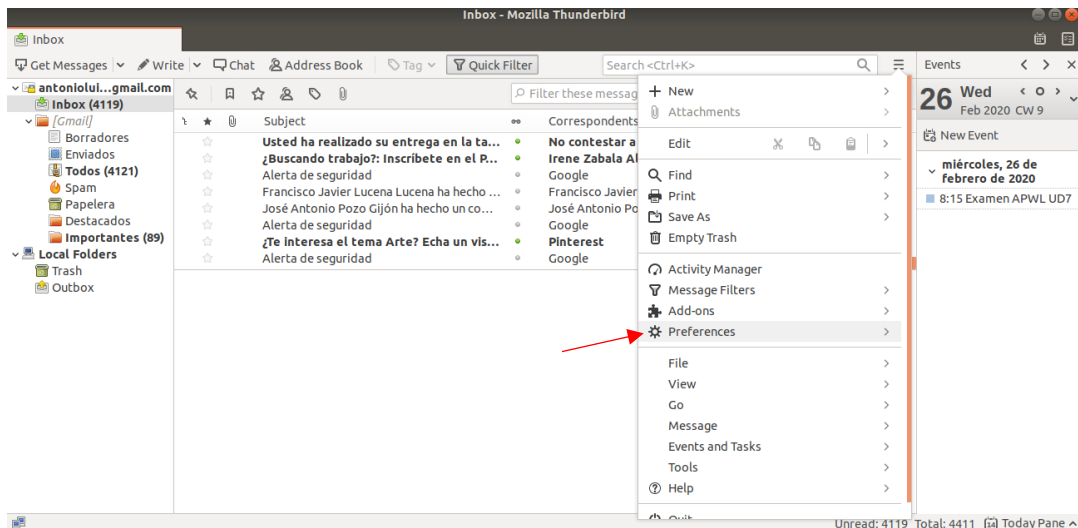 Inbox - Mozilla Thunderbird
Inbox
Get Messages Write Chat Address Book Tag Quick Filter Search <Ctrl+K>
antoniolui...gmail.com
Inbox (4119)
[Gmail]
Borradores
Enviados
Todos (4121)
Spam
Papelera
Destacados
Importantes (89)
Local Folders
Trash
Outbox
Filter these messag
Subject Correspondents
Usted ha realizado su entrega en la ta... No contestar a
¿Buscando trabajo?: Inscríbete en el P... Irene Zabala Al
Alerta de seguridad Google
Francisco Javier Lucena Lucena ha hecho ... Francisco Javier
José Antonio Pozo Gijón ha hecho un co... José Antonio Po
Alerta de seguridad Google
¿Te interesa el tema Arte? Echa un vis... Pinterest
Alerta de seguridad Google
New
Attachments
Edit
Find
Print
Save As
Empty Trash
Activity Manager
Message Filters
Add-ons
Preferences
File
View
Go
Message
Events and Tasks
Tools
Help
Quit
Events
26 Wed
Feb 2020 CW 9
New Event
miércoles, 26 de
febrero de 2020
8:15 Examen APWL UD7
Unread: 4119 Total: 4411 14 Today Pane